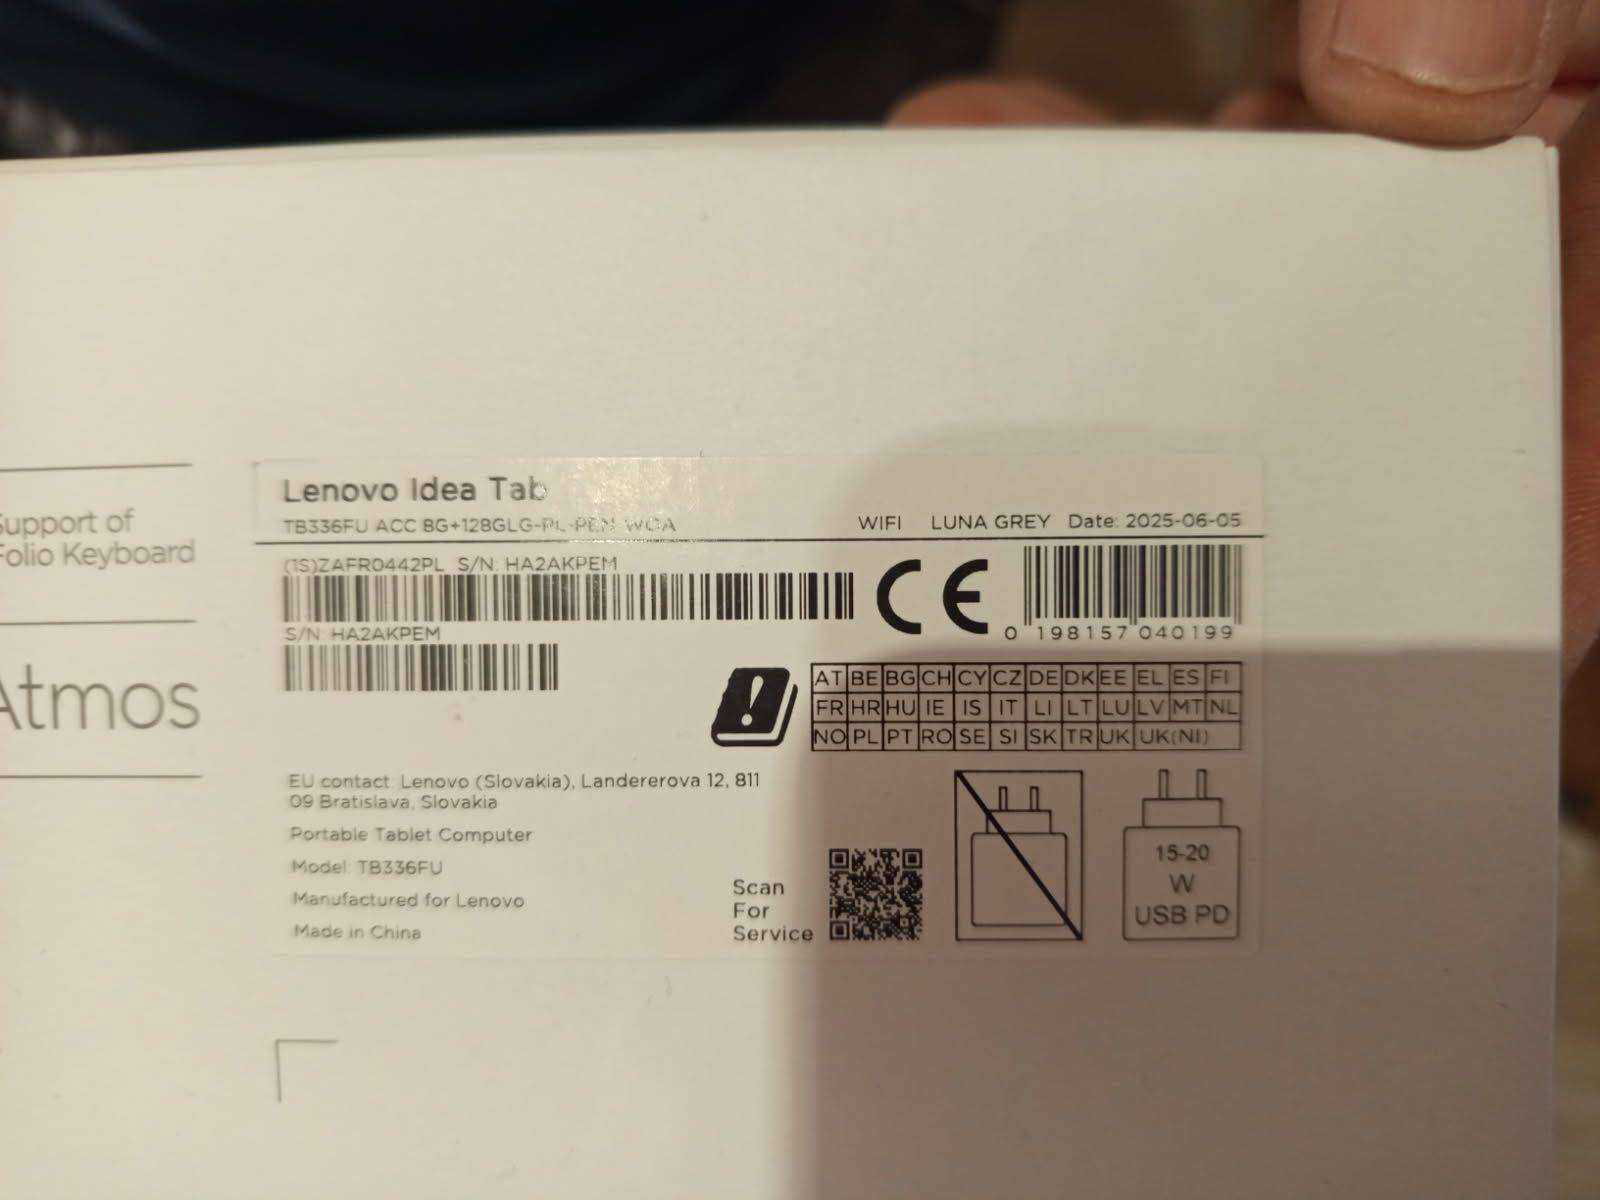 Support of
Folio Keyboard
Atmos
Lenovo Idea Tab
TB336FU ACC 8G+128GLG-PL-PEN-WOA WIFI LUNA GREY Date: 2025-06-05
(1S)ZAFR0442PL S/N: HA2AKPEM
S/N: HA2AKPEM
CE
0 198157 040199
AT BE BG CH CY CZ DE DK EE EL ES FI
FR HR HU IE IS IT LI LT LU LV MT NL
NO PL PT RO SE SI SK TR UK UK(NI)
EU contact: Lenovo (Slovakia), Landererova 12, 811
09 Bratislava, Slovakia
Portable Tablet Computer
Model: TB336FU
Manufactured for Lenovo
Made in China
Scan
For
Service
15-20
W
USB PD